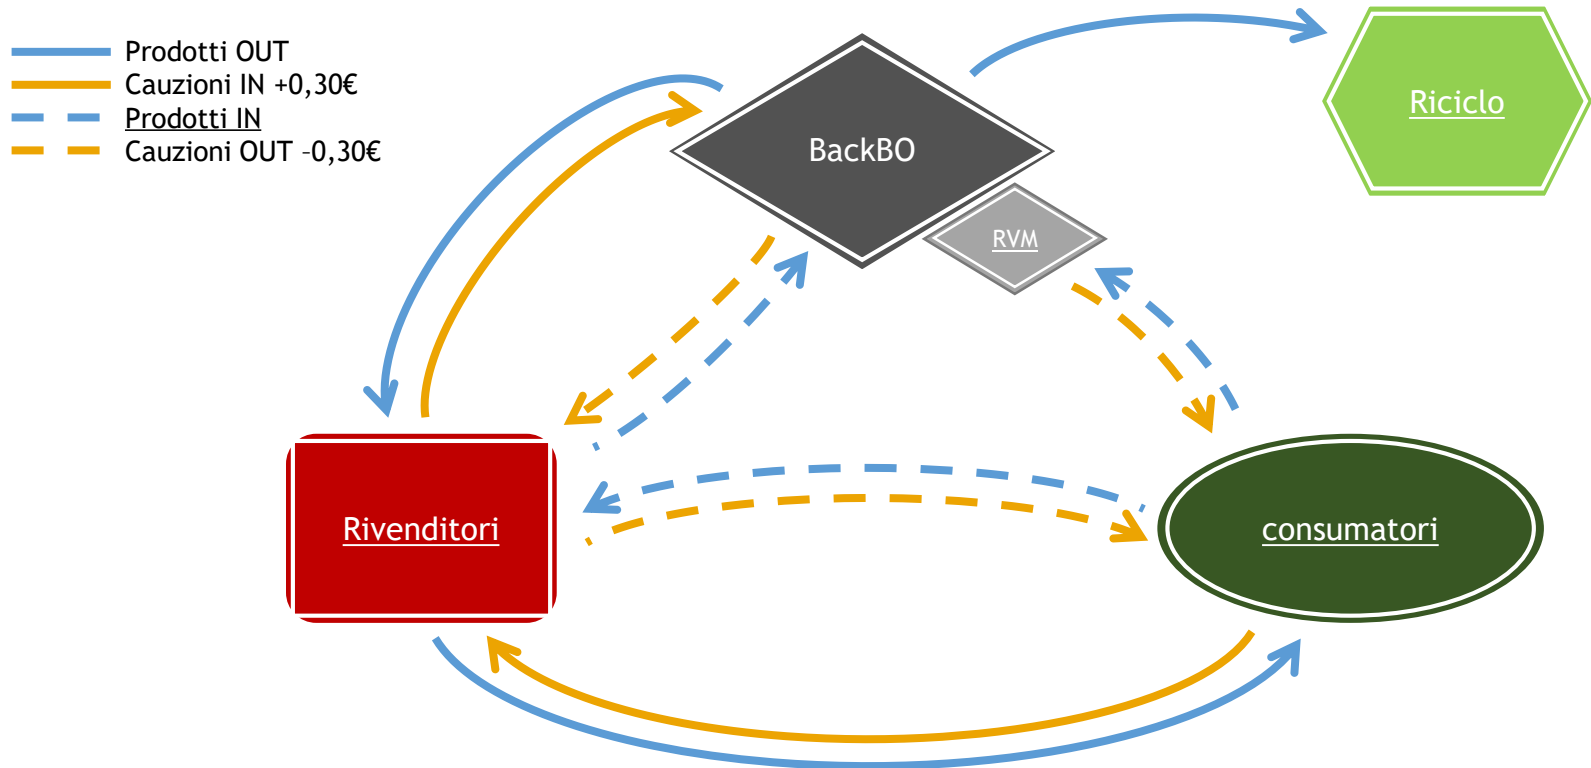 Prodotti OUT
Cauzioni IN +0,30€
Prodotti IN
Cauzioni OUT –0,30€
BackBO
Riciclo
RVM
Rivenditori
consumatori